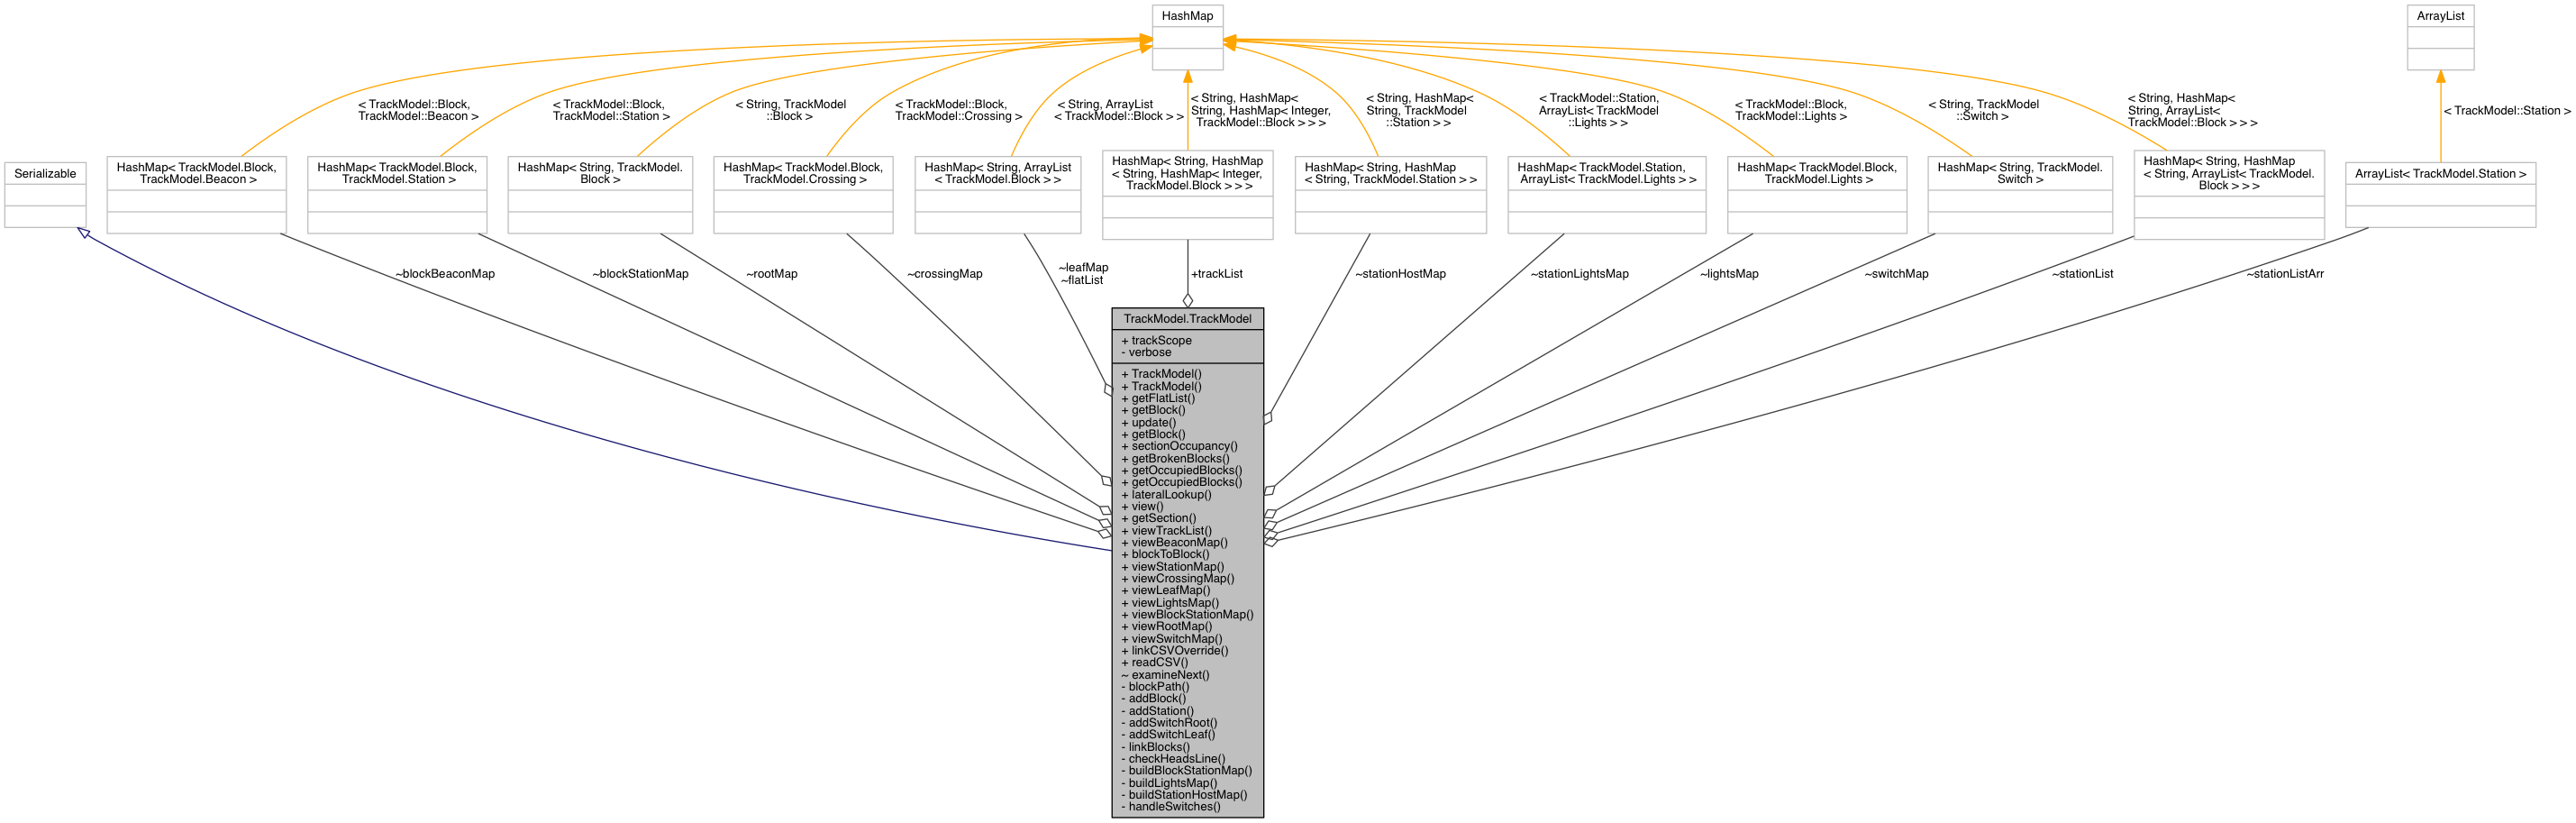 HashMap
ArrayList
< TrackModel::Block,
TrackModel::Beacon >
< TrackModel::Block,
TrackModel::Station >
< String, TrackModel
::Block >
< TrackModel::Block,
TrackModel::Crossing >
< String, ArrayList
< TrackModel::Block > >
< String, HashMap<
String, HashMap< Integer,
TrackModel::Block > > >
< String, HashMap<
String, TrackModel
::Station > >
< TrackModel::Station,
ArrayList< TrackModel
::Lights > >
< TrackModel::Block,
TrackModel::Lights >
< String, TrackModel
::Switch >
< String, HashMap<
String, ArrayList<
TrackModel::Block > > >
< TrackModel::Station >
Serializable
HashMap< TrackModel.Block,
TrackModel.Beacon >
HashMap< TrackModel.Block,
TrackModel.Station >
HashMap< String, TrackModel.
Block >
HashMap< TrackModel.Block,
TrackModel.Crossing >
HashMap< String, ArrayList
< TrackModel.Block > >
HashMap< String, HashMap
< String, HashMap< Integer,
TrackModel.Block > > >
HashMap< String, HashMap
< String, TrackModel.Station > >
HashMap< TrackModel.Station,
ArrayList< TrackModel.Lights > >
HashMap< TrackModel.Block,
TrackModel.Lights >
HashMap< String, TrackModel.
Switch >
HashMap< String, HashMap
< String, ArrayList< TrackModel.
Block > > >
ArrayList< TrackModel.Station >
~blockBeaconMap
~blockStationMap
~rootMap
~crossingMap
~leafMap
~flatList
+trackList
~stationHostMap
~stationLightsMap
~lightsMap
~switchMap
~stationList
~stationListArr
TrackModel.TrackModel
+ trackScope
- verbose
+ TrackModel()
+ TrackModel()
+ getFlatList()
+ getBlock()
+ update()
+ getBlock()
+ sectionOccupancy()
+ getBrokenBlocks()
+ getOccupiedBlocks()
+ getOccupiedBlocks()
+ lateralLookup()
+ view()
+ getSection()
+ viewTrackList()
+ viewBeaconMap()
+ blockToBlock()
+ viewStationMap()
+ viewCrossingMap()
+ viewLeafMap()
+ viewLightsMap()
+ viewBlockStationMap()
+ viewRootMap()
+ viewSwitchMap()
+ linkCSVOverride()
+ readCSV()
~ examineNext()
- blockPath()
- addBlock()
- addStation()
- addSwitchRoot()
- addSwitchLeaf()
- linkBlocks()
- checkHeadsLine()
- buildBlockStationMap()
- buildLightsMap()
- buildStationHostMap()
- handleSwitches()